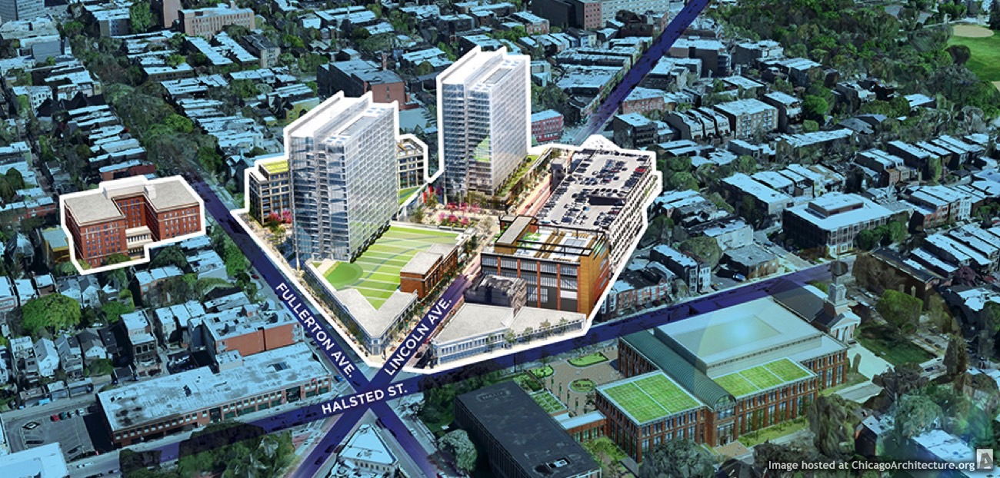 FULLERTON AVE.
LINCOLN AVE.
HALSTED ST.
Image hosted at ChicagoArchitecture.org